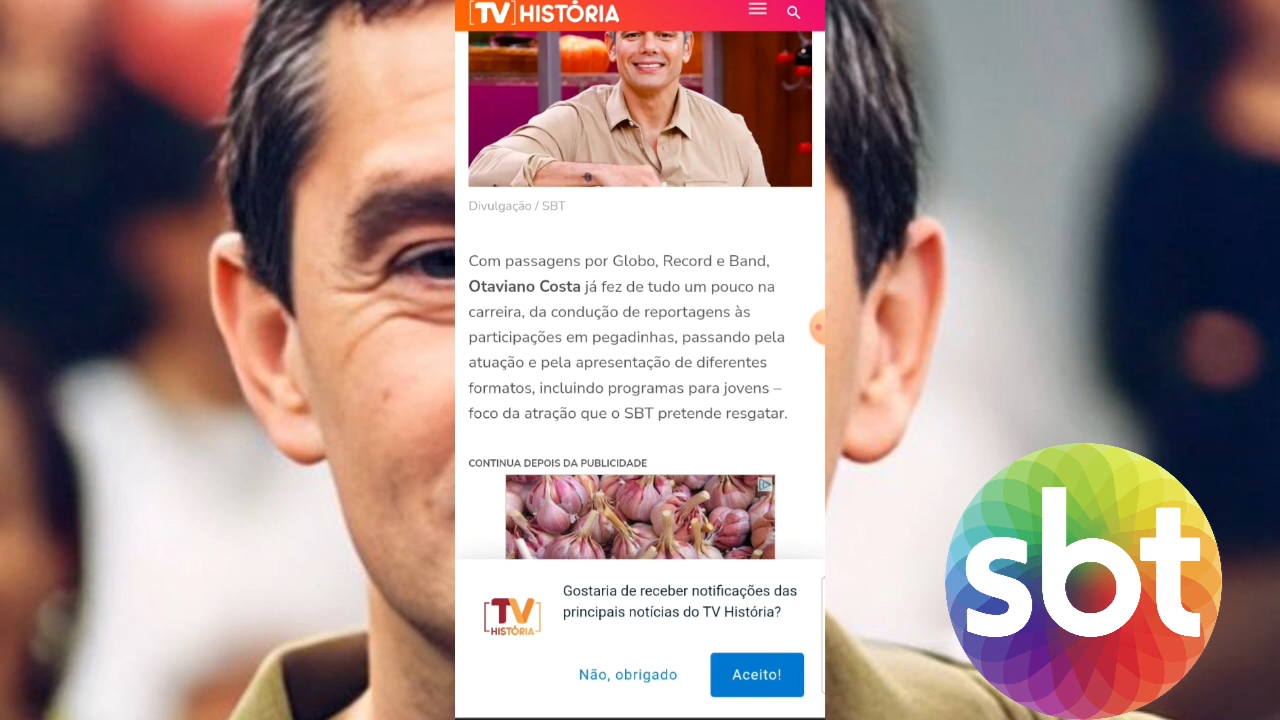 [TV] HISTÓRIA
Divulgação / SBT
Com passagens por Globo, Record e Band,
Otaviano Costa já fez de tudo um pouco na
carreira, da condução de reportagens às
participações em pegadinhas, passando pela
atuação e pela apresentação de diferentes
formatos, incluindo programas para jovens –
foco da atração que o SBT pretende resgatar.
CONTINUA DEPOIS DA PUBLICIDADE
Gostaria de receber notificações das
principais notícias do TV História?
[TV]
HISTÓRIA
Não, obrigado
Aceito!
sbt